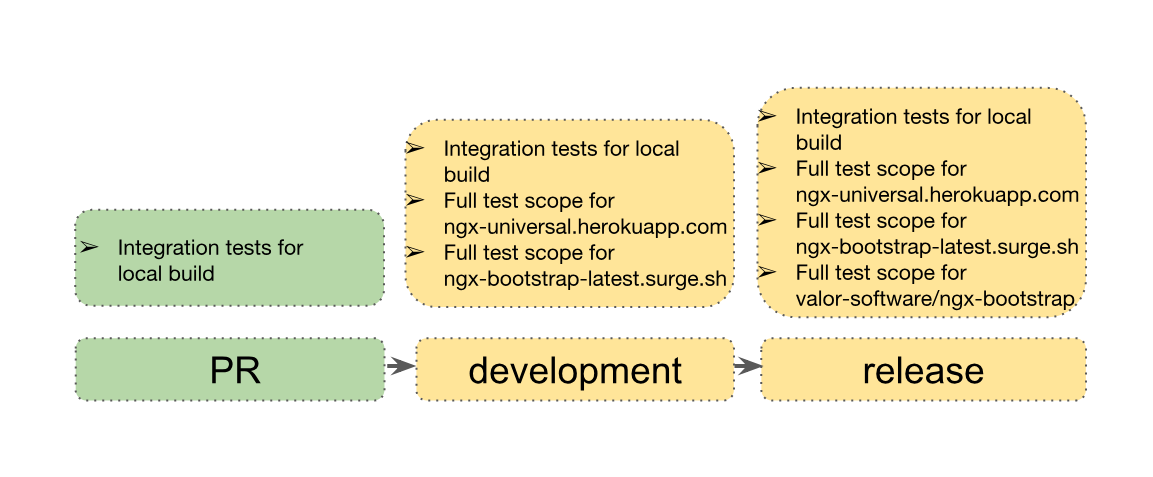 ➢ Integration tests for
local build
➢ Integration tests for local
build
➢ Full test scope for
ngx-universal.herokuapp.com
➢ Full test scope for
ngx-bootstrap-latest.surge.sh
➢ Integration tests for local
build
➢ Full test scope for
ngx-universal.herokuapp.com
➢ Full test scope for
ngx-bootstrap-latest.surge.sh
➢ Full test scope for
valor-software/ngx-bootstrap
PR
development
release